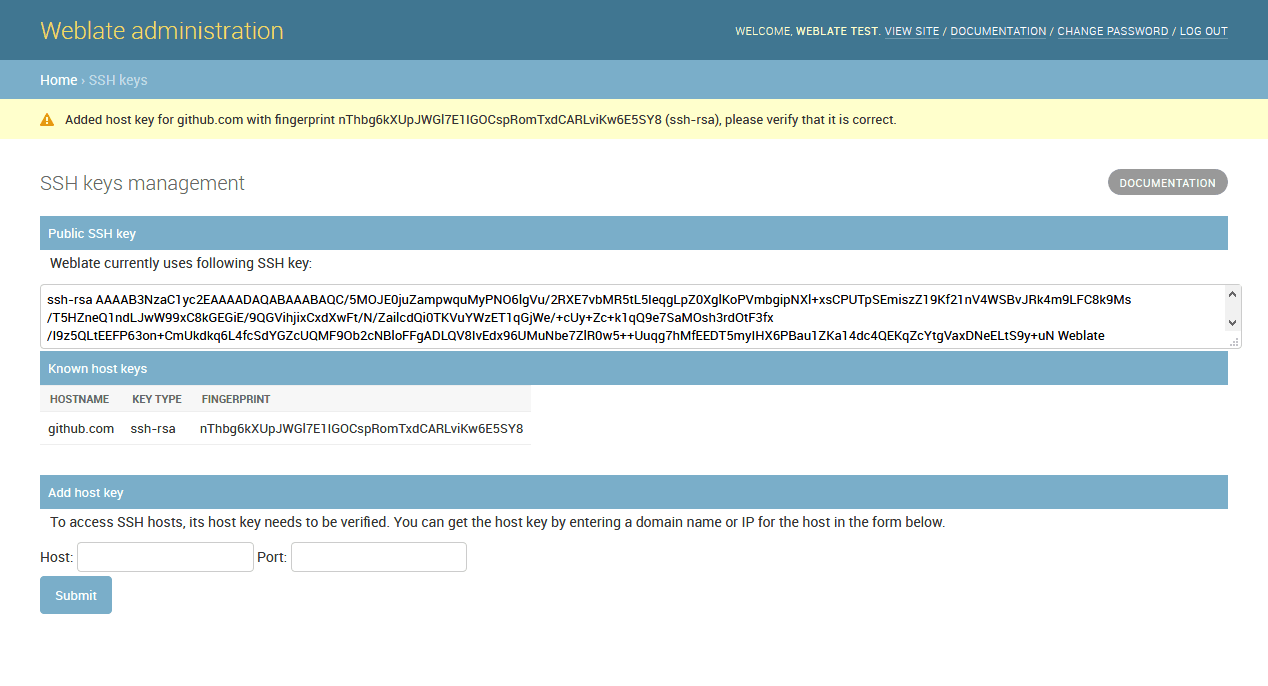 Weblate administration
WELCOME, WEBLATE TEST. VIEW SITE / DOCUMENTATION / CHANGE PASSWORD / LOG OUT
Home › SSH keys
Added host key for github.com with fingerprint nThbg6kXUpJWGl7E1IGOCspRomTxdCARLviKw6E5SY8 (ssh-rsa), please verify that it is correct.
SSH keys management
DOCUMENTATION
Public SSH key
Weblate currently uses following SSH key:
ssh-rsa AAAAB3NzaC1yc2EAAAADAQABAAABAQC/5MOJE0juZampwquMyPNO6lgVu/2RXE7vbMR5tL5IeqgLpZ0XglKoPVmbgipNXl+xsCPUTpSEmiszZ19Kf21nV4WSBvJRk4m9LFC8k9Ms
/T5HZneQ1ndLJwW99xC8kGEGiE/9QGVihjixCxdXwFt/N/ZailcdQi0TKVuYWzET1qGjWe/+cUy+Zc+k1qQ9e7SaMOsh3rdOtF3fx
/I9z5QLtEEFP63on+CmUkdkq6L4fcSdYGZcUQMF9Ob2cNBloFFgADLQV8IvEdx96UMuNbe7ZlR0w5++Uuqg7hMfEEDT5myIHX6PBau1ZKa14dc4QEKqZcYtgVaxDNeELtS9y+uN Weblate
Known host keys
HOSTNAME KEY TYPE FINGERPRINT
github.com ssh-rsa nThbg6kXUpJWGl7E1IGOCspRomTxdCARLviKw6E5SY8
Add host key
To access SSH hosts, its host key needs to be verified. You can get the host key by entering a domain name or IP for the host in the form below.
Host: Port:
Submit